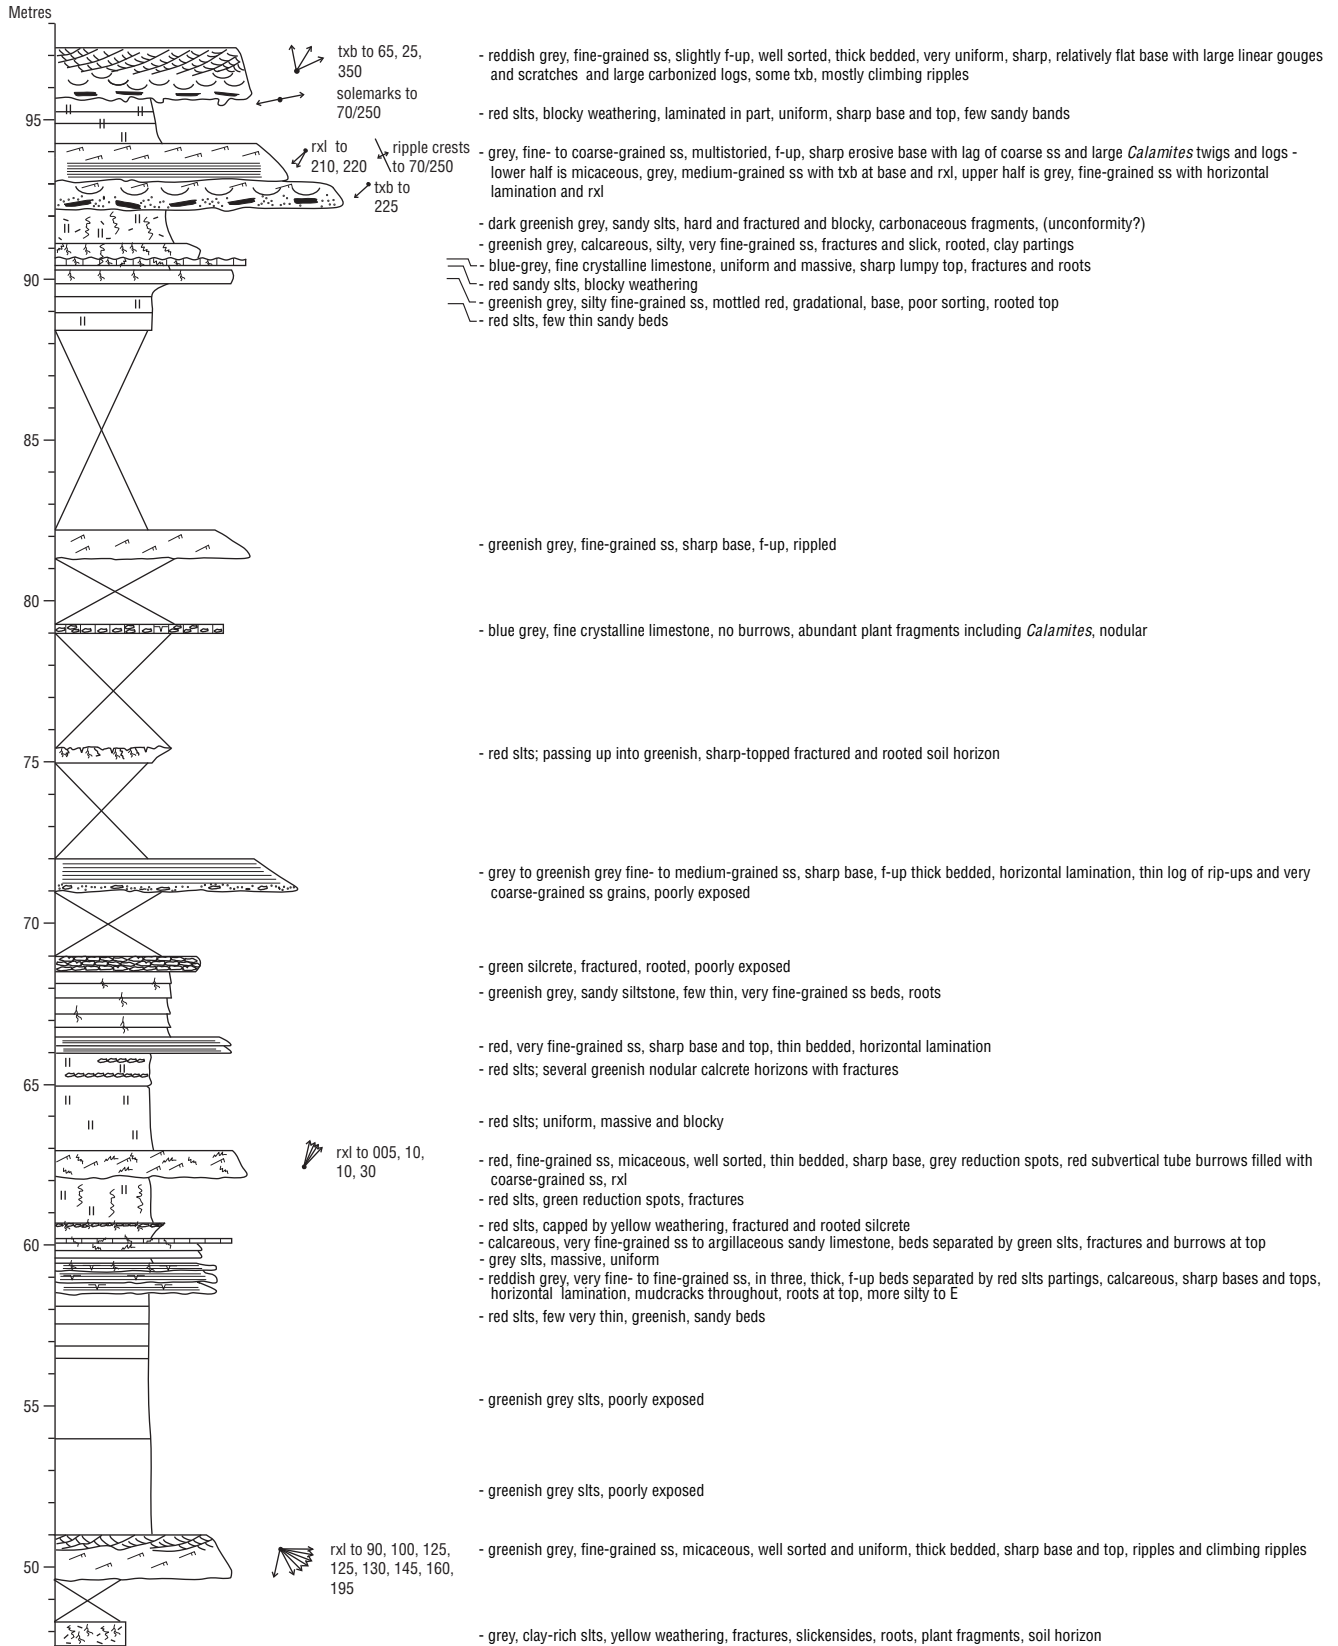 Metres
txb to 65, 25,
350
- reddish grey, fine-grained ss, slightly f-up, well sorted, thick bedded, very uniform, sharp, relatively flat base with large linear gouges
and scratches and large carbonized logs, some txb, mostly climbing ripples
solemarks to
70/250
95
- red slts, blocky weathering, laminated in part, uniform, sharp base and top, few sandy bands
rxl to
210, 220
ripple crests
to 70/250
txb to
225
- grey, fine- to coarse-grained ss, multistoried, f-up, sharp erosive base with lag of coarse ss and large Calamites twigs and logs -
lower half is micaceous, grey, medium-grained ss with txb at base and rxl, upper half is grey, fine-grained ss with horizontal
lamination and rxl
- dark greenish grey, sandy slts, hard and fractured and blocky, carbonaceous fragments, (unconformity?)
- greenish grey, calcareous, silty, very fine-grained ss, fractures and slick, rooted, clay partings
- blue-grey, fine crystalline limestone, uniform and massive, sharp lumpy top, fractures and roots
90
- red sandy slts, blocky weathering
- greenish grey, silty fine-grained ss, mottled red, gradational, base, poor sorting, rooted top
- red slts, few thin sandy beds
85
- greenish grey, fine-grained ss, sharp base, f-up, rippled
80
- blue grey, fine crystalline limestone, no burrows, abundant plant fragments including Calamites, nodular
- red slts; passing up into greenish, sharp-topped fractured and rooted soil horizon
75
- grey to greenish grey fine- to medium-grained ss, sharp base, f-up thick bedded, horizontal lamination, thin log of rip-ups and very
coarse-grained ss grains, poorly exposed
70
- green silcrete, fractured, rooted, poorly exposed
- greenish grey, sandy siltstone, few thin, very fine-grained ss beds, roots
- red, very fine-grained ss, sharp base and top, thin bedded, horizontal lamination
- red slts; several greenish nodular calcrete horizons with fractures
65
- red slts; uniform, massive and blocky
rxl to 005, 10,
10, 30
- red, fine-grained ss, micaceous, well sorted, thin bedded, sharp base, grey reduction spots, red subvertical tube burrows filled with
coarse-grained ss, rxl
- red slts, green reduction spots, fractures
- red slts, capped by yellow weathering, fractured and rooted silcrete
60
- calcareous, very fine-grained ss to argillaceous sandy limestone, beds separated by green slts, fractures and burrows at top
- grey slts, massive, uniform
- reddish grey, very fine- to fine-grained ss, in three, thick, f-up beds separated by red slts partings, calcareous, sharp bases and tops,
horizontal lamination, mudcracks throughout, roots at top, more silty to E
- red slts, few very thin, greenish, sandy beds
55
- greenish grey slts, poorly exposed
- greenish grey slts, poorly exposed
50
rxl to 90, 100, 125,
125, 130, 145, 160,
195
- greenish grey, fine-grained ss, micaceous, well sorted and uniform, thick bedded, sharp base and top, ripples and climbing ripples
- grey, clay-rich slts, yellow weathering, fractures, slickensides, roots, plant fragments, soil horizon